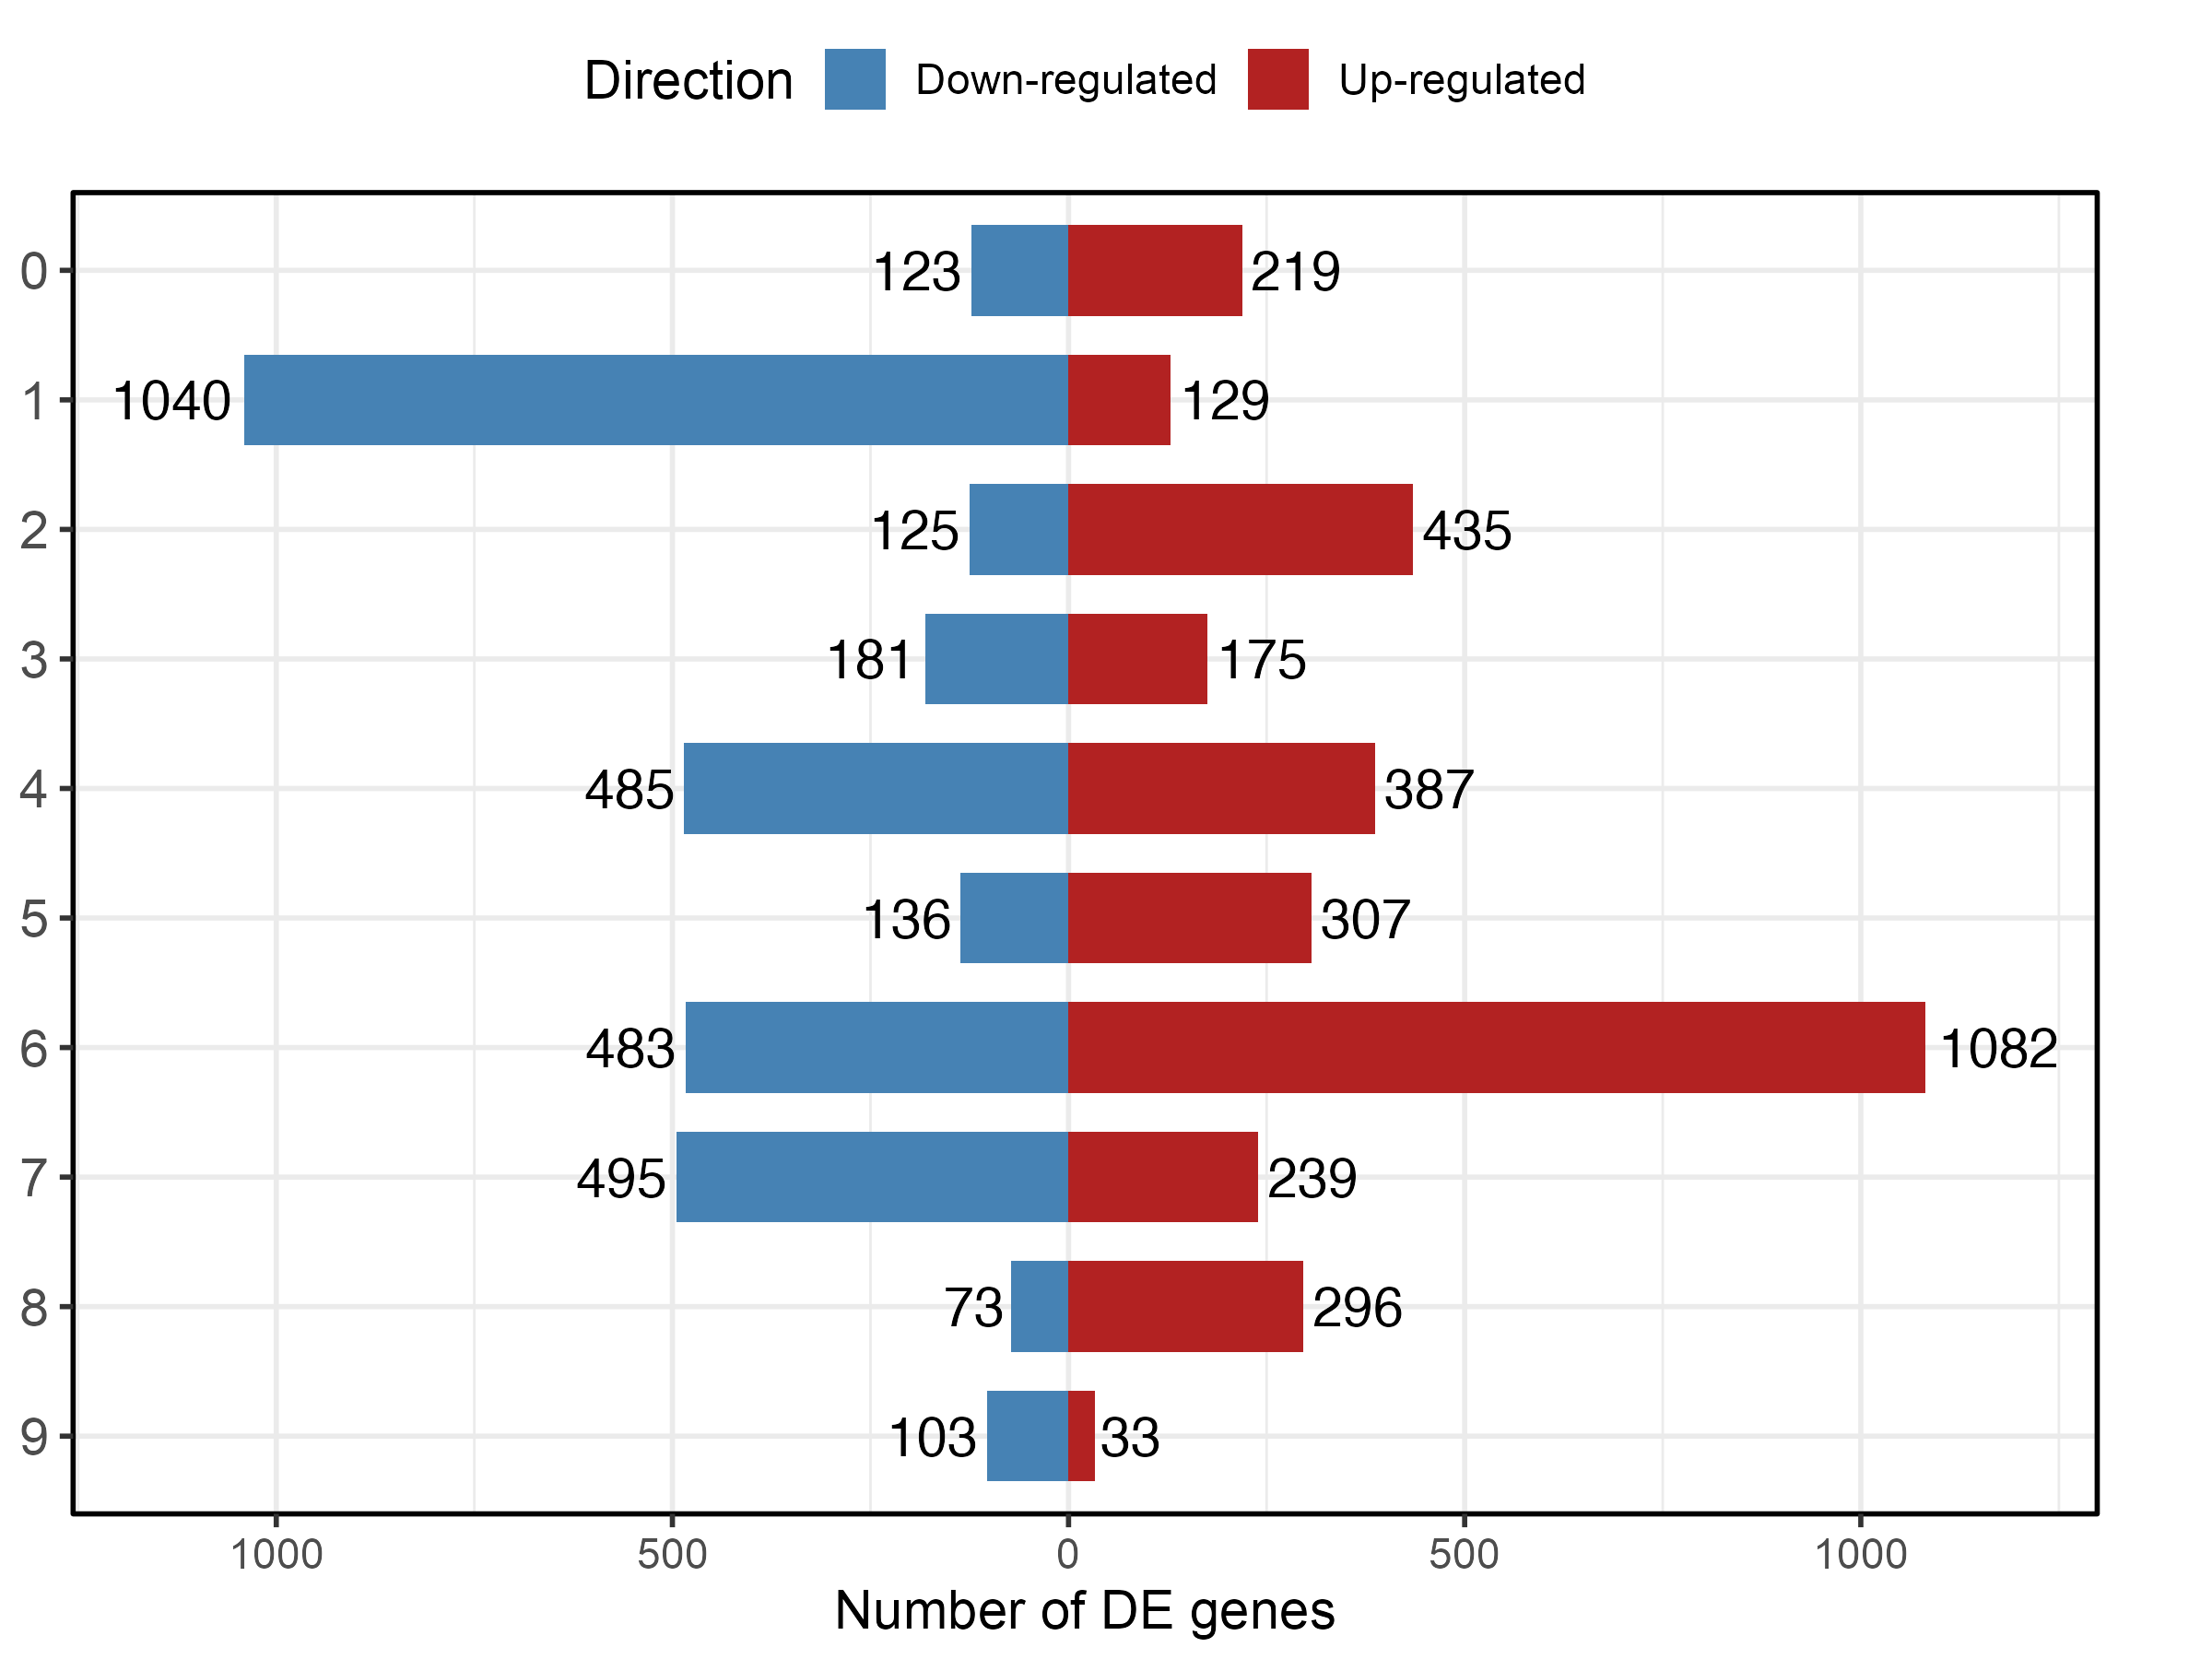 Direction Down-regulated Up-regulated
0 123 219
1 1040 129
2 125 435
3 181 175
4 485 387
5 136 307
6 483 1082
7 495 239
8 73 296
9 103 33
1000 500 0 500 1000
Number of DE genes